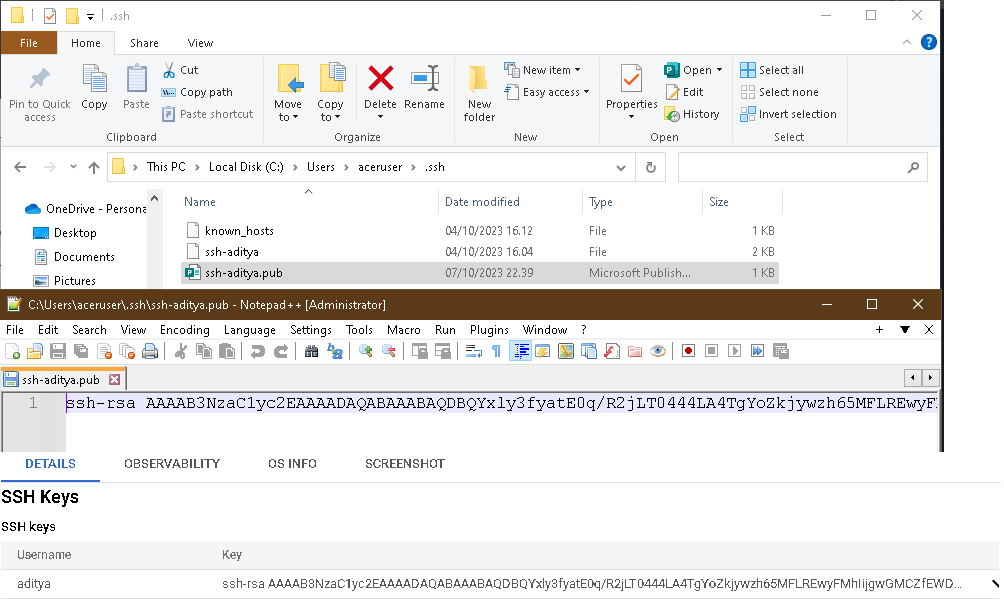 .ssh
File Home Share View
Pin to Quick access
Copy
Paste
Cut
Copy path
Paste shortcut
Clipboard
Move to
Copy to
Delete
Rename
Organize
New folder
New item
Easy access
New
Properties
Open
Edit
History
Open
Select all
Select none
Invert selection
Select
This PC > Local Disk (C:) > Users > aceruser > .ssh
OneDrive - Persona
Desktop
Documents
Pictures
Name Date modified Type Size
known_hosts 04/10/2023 16.12 File 1 KB
ssh-aditya 04/10/2023 16.04 File 2 KB
ssh-aditya.pub 07/10/2023 22.39 Microsoft Publish... 1 KB
C:\Users\aceruser\.ssh\ssh-aditya.pub - Notepad++ [Administrator]
File Edit Search View Encoding Language Settings Tools Macro Run Plugins Window ? + ▼ X
ssh-aditya.pub
1 ssh-rsa AAAAB3NzaC1yc2EAAAADAQABAAABAQDBQYxly3fyatE0q/R2jLT0444LA4TgYoZkjywzh65MFLREwyF
DETAILS OBSERVABILITY OS INFO SCREENSHOT
SSH Keys
SSH keys
Username Key
aditya ssh-rsa AAAAB3NzaC1yc2EAAAADAQABAAABAQDBQYxly3fyatE0q/R2jLT0444LA4TgYoZkjywzh65MFLREwyFMhIijgwGMCZfEWD...